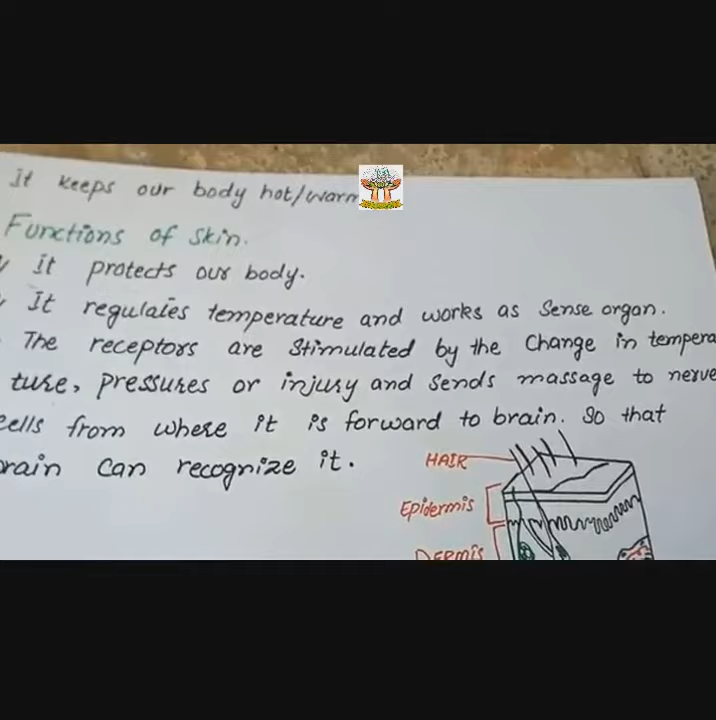 It keeps our body hot/warm
Functions of skin.
It protects our body.
It regulates temperature and works as Sense organ.
The receptors are stimulated by the Change in tempera
ture, pressures or injury and sends massage to nerve
cells from where it is forward to brain. So that
brain can recognize it.
HAIR
Epidermis
DERMIS